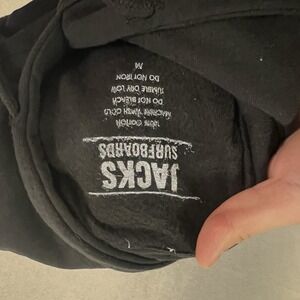 JACKS
SURFBOARDS
100% COTTON
MACHINE WASH COLD
DO NOT BLEACH
TUMBLE DRY LOW
DO NOT IRON
M